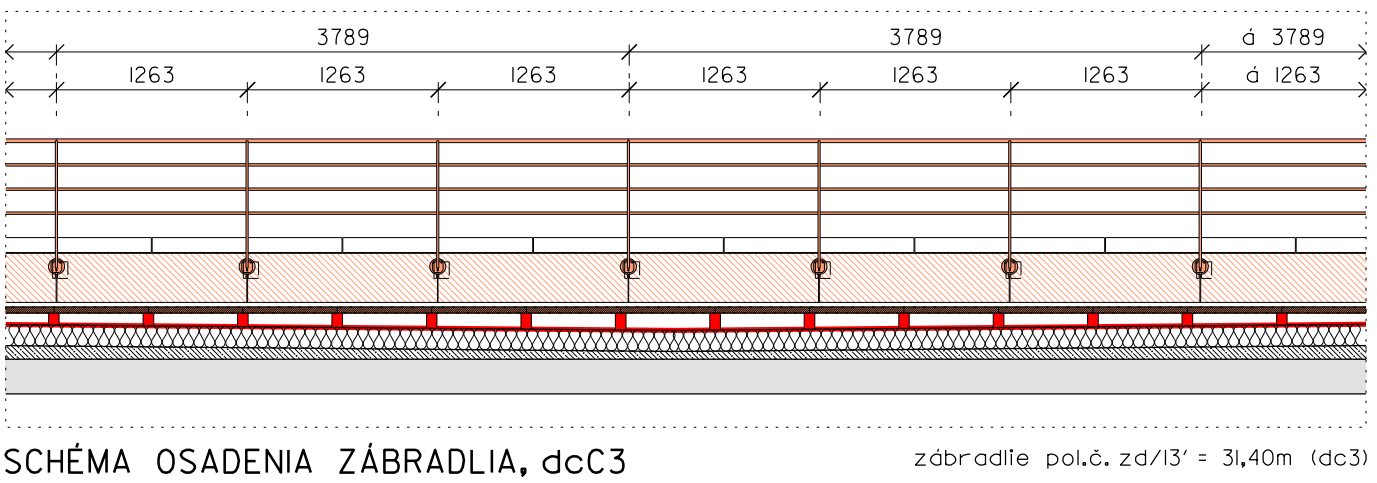 3789 3789 á 3789
1263 1263 1263 1263 1263 1263 á 1263
SCHÉMA OSADENIA ZÁBRADLIA, dcC3
zábradlie pol.č. zd/13' = 31,40m (dc3)